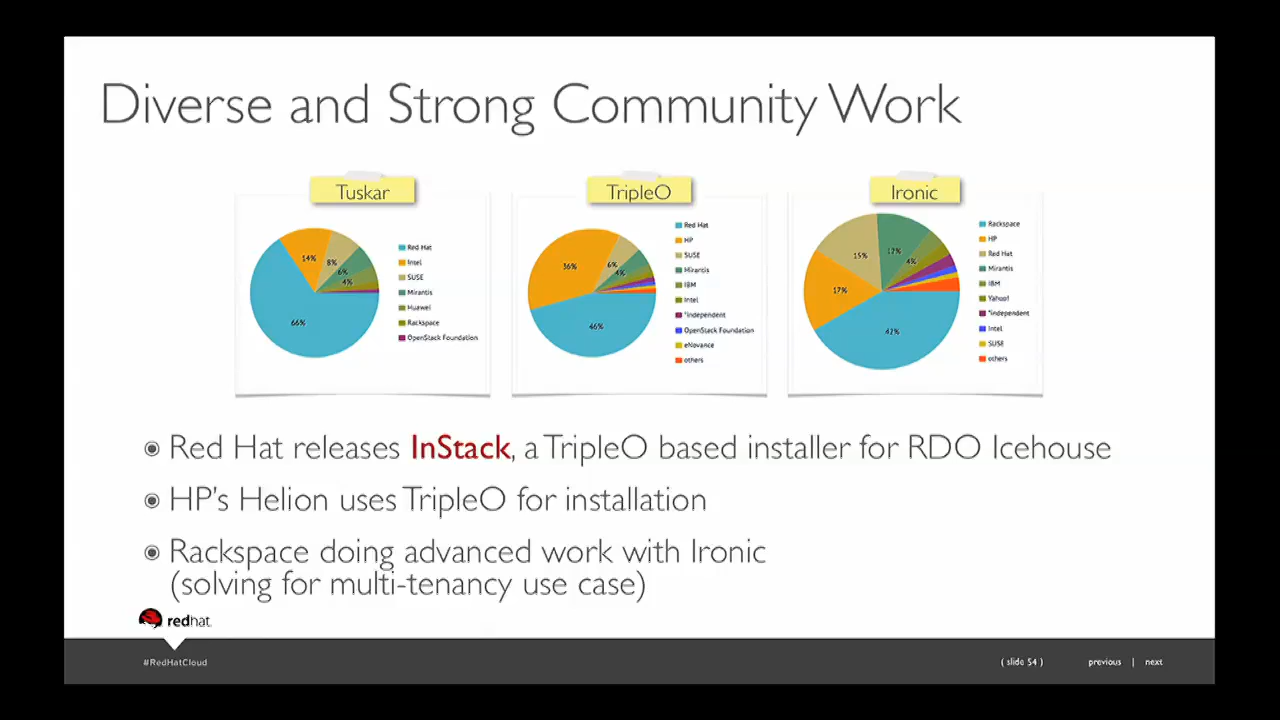 Diverse and Strong Community Work
Tuskar
66%
14%
8%
6%
4%
Red Hat
Intel
SUSE
Mirantis
Huawei
Rackspace
OpenStack Foundation
TripleO
46%
36%
6%
4%
Red Hat
HP
SUSE
Mirantis
IBM
Intel
*independent
OpenStack Foundation
eNovance
others
Ironic
42%
17%
15%
12%
4%
Rackspace
HP
Red Hat
Mirantis
IBM
Yahoo!
*independent
Intel
SUSE
others
Red Hat releases InStack, a TripleO based installer for RDO Icehouse
HP's Helion uses TripleO for installation
Rackspace doing advanced work with Ironic
(solving for multi-tenancy use case)
redhat.
#RedHatCloud
( slide 54 )
previous | next